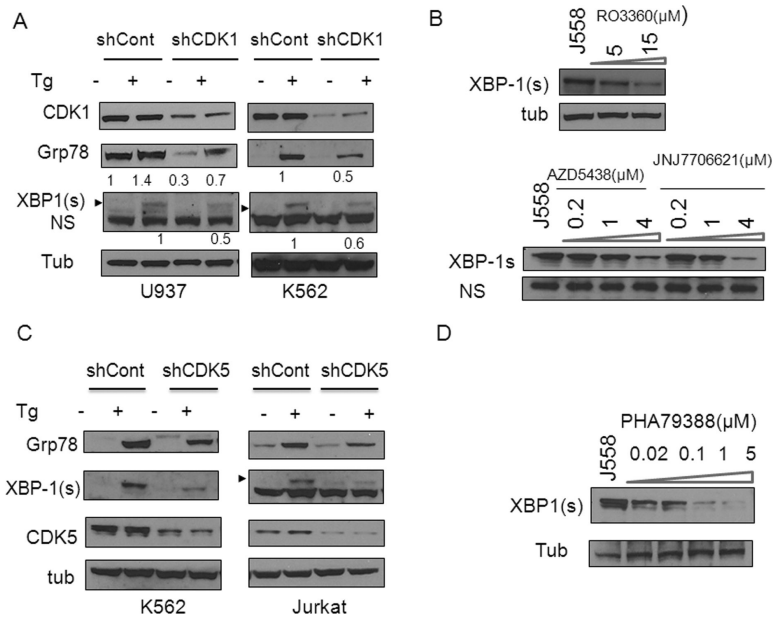 A
shCont shCDK1 shCont shCDK1
Tg - + - + - + - +
CDK1
Grp78
1 1.4 0.3 0.7 1 0.5
XBP1(s)
NS
1 0.5 1 0.6
Tub
U937 K562
B
J558 RO3360(µM)
5 15
XBP-1(s)
tub
AZD5438(µM) JNJ7706621(µM)
J558 0.2 1 4 0.2 1 4
XBP-1s
NS
C
shCont shCDK5 shCont shCDK5
Tg - + - + - + - +
Grp78
XBP-1(s)
CDK5
tub
K562 Jurkat
D
PHA79388(µM)
J558 0.02 0.1 1 5
XBP1(s)
Tub